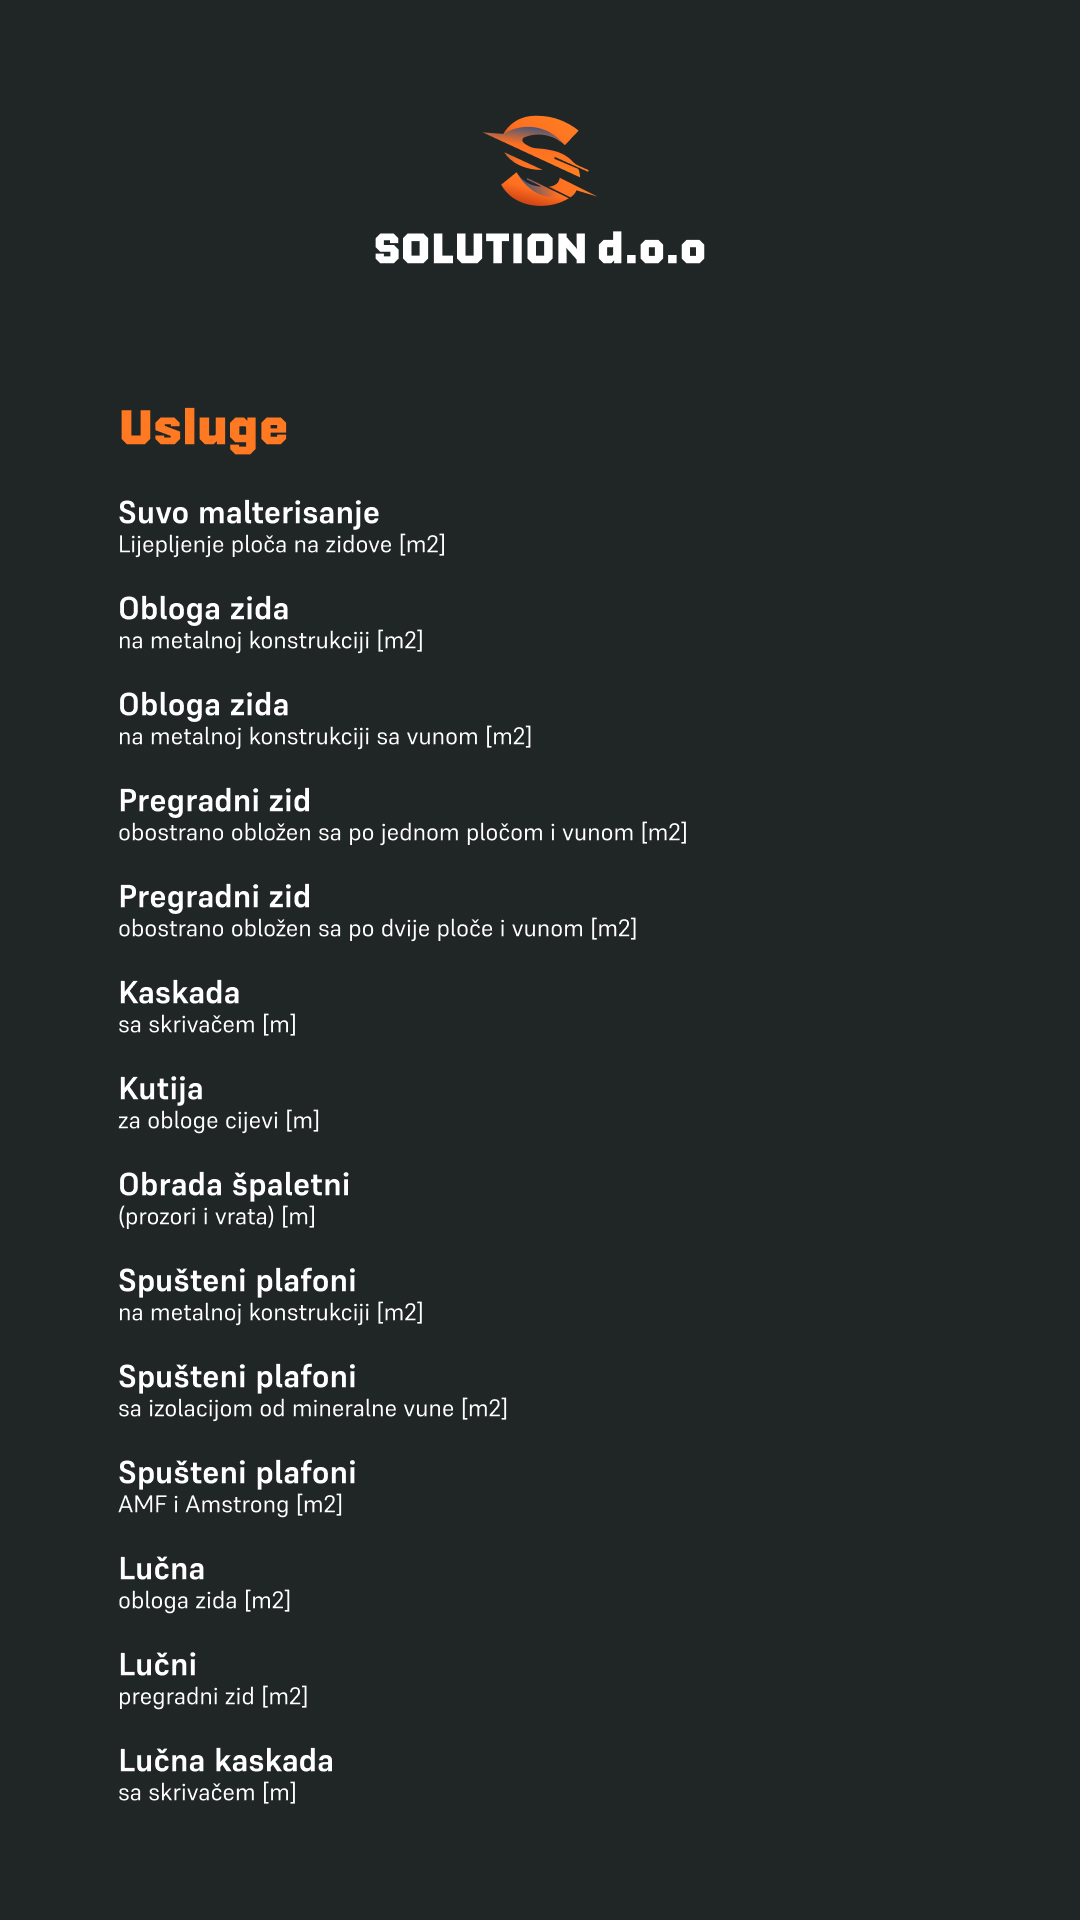 SOLUTION d.o.o
Usluge
Suvo malterisanje
Lijepljenje ploča na zidove [m2]
Obloga zida
na metalnoj konstrukciji [m2]
Obloga zida
na metalnoj konstrukciji sa vunom [m2]
Pregradni zid
obostrano obložen sa po jednom pločom i vunom [m2]
Pregradni zid
obostrano obložen sa po dvije ploče i vunom [m2]
Kaskada
sa skrivačem [m]
Kutija
za obloge cijevi [m]
Obrada špaletni
(prozori i vrata) [m]
Spušteni plafoni
na metalnoj konstrukciji [m2]
Spušteni plafoni
sa izolacijom od mineralne vune [m2]
Spušteni plafoni
AMF i Amstrong [m2]
Lučna
obloga zida [m2]
Lučni
pregradni zid [m2]
Lučna kaskada
sa skrivačem [m]